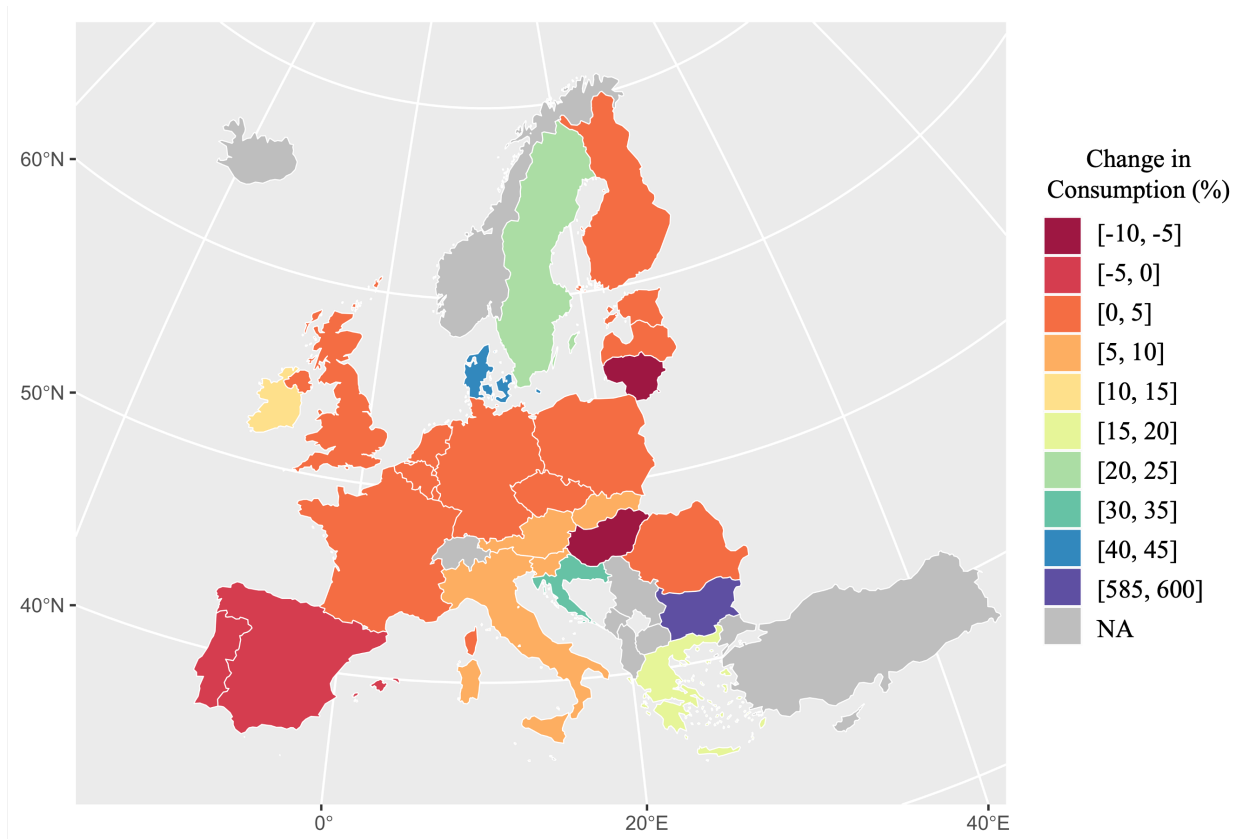 60°N
50°N
40°N
0°
20°E
40°E
Change in
Consumption (%)
[-10, -5]
[-5, 0]
[0, 5]
[5, 10]
[10, 15]
[15, 20]
[20, 25]
[30, 35]
[40, 45]
[585, 600]
NA